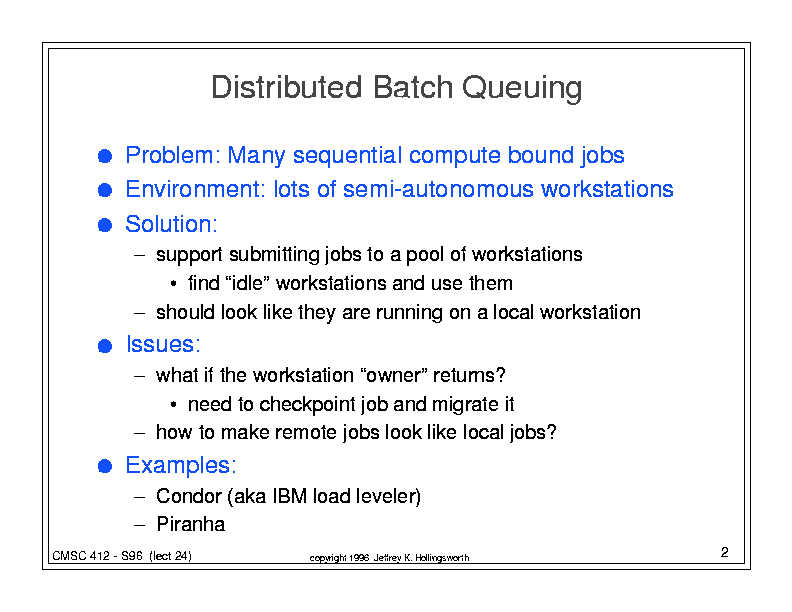 Distributed Batch Queuing
● Problem: Many sequential compute bound jobs
● Environment: lots of semi-autonomous workstations
● Solution:
– support submitting jobs to a pool of workstations
• find “idle” workstations and use them
– should look like they are running on a local workstation
● Issues:
– what if the workstation “owner” returns?
• need to checkpoint job and migrate it
– how to make remote jobs look like local jobs?
● Examples:
– Condor (aka IBM load leveler)
– Piranha
CMSC 412 - S96 (lect 24)
copyright 1996 Jeffrey K. Hollingsworth
2